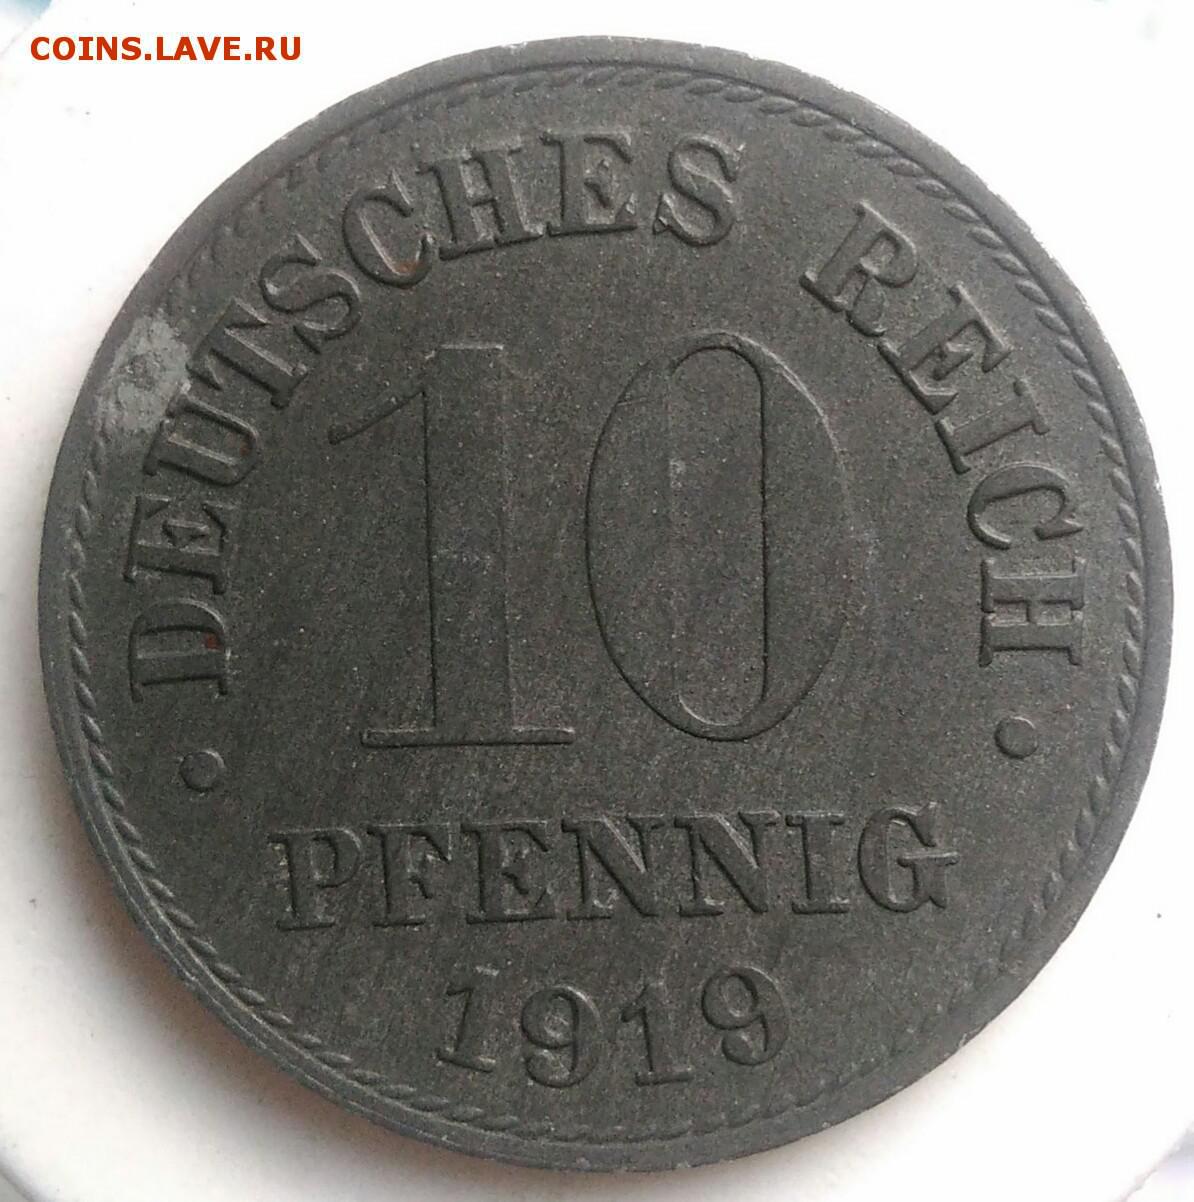 COINS.LAVE.RU
• DEUTSCHES REICH •
10
PFENNIG
1919